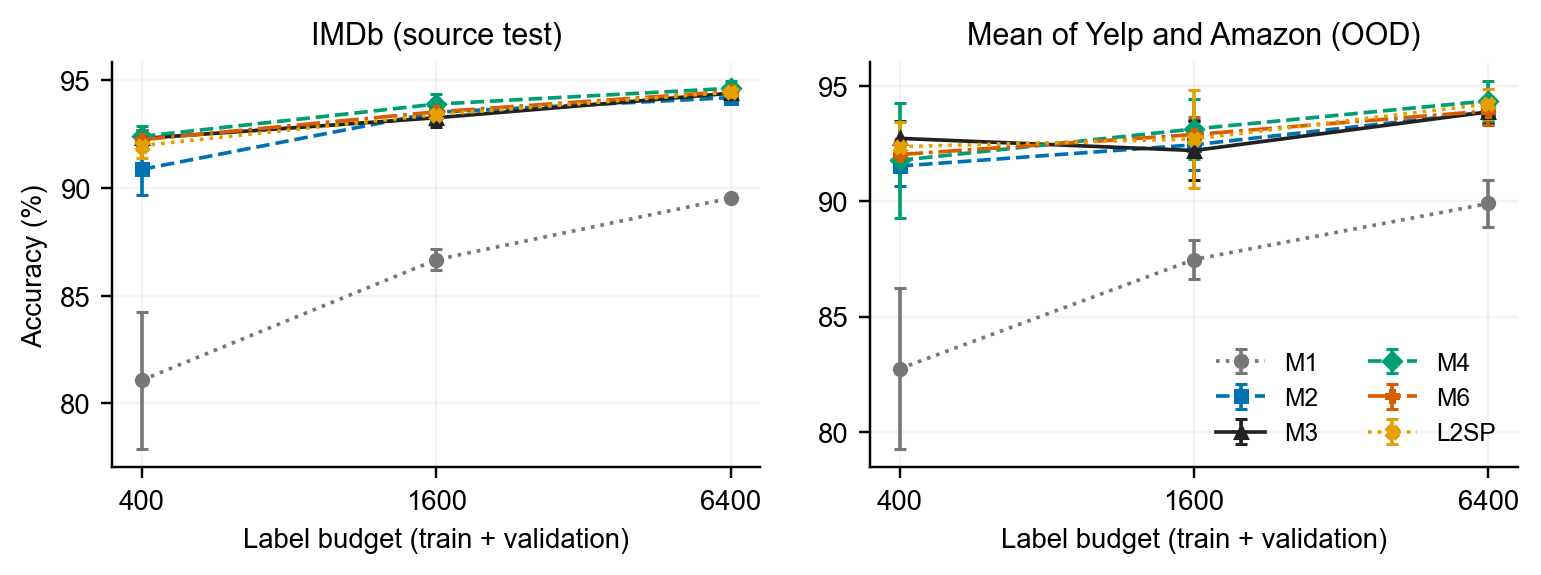 IMDb (source test)
Accuracy (%)
95
90
85
80
400
1600
6400
Label budget (train + validation)
Mean of Yelp and Amazon (OOD)
95
90
85
80
M1
M2
M3
M4
M6
L2SP
400
1600
6400
Label budget (train + validation)